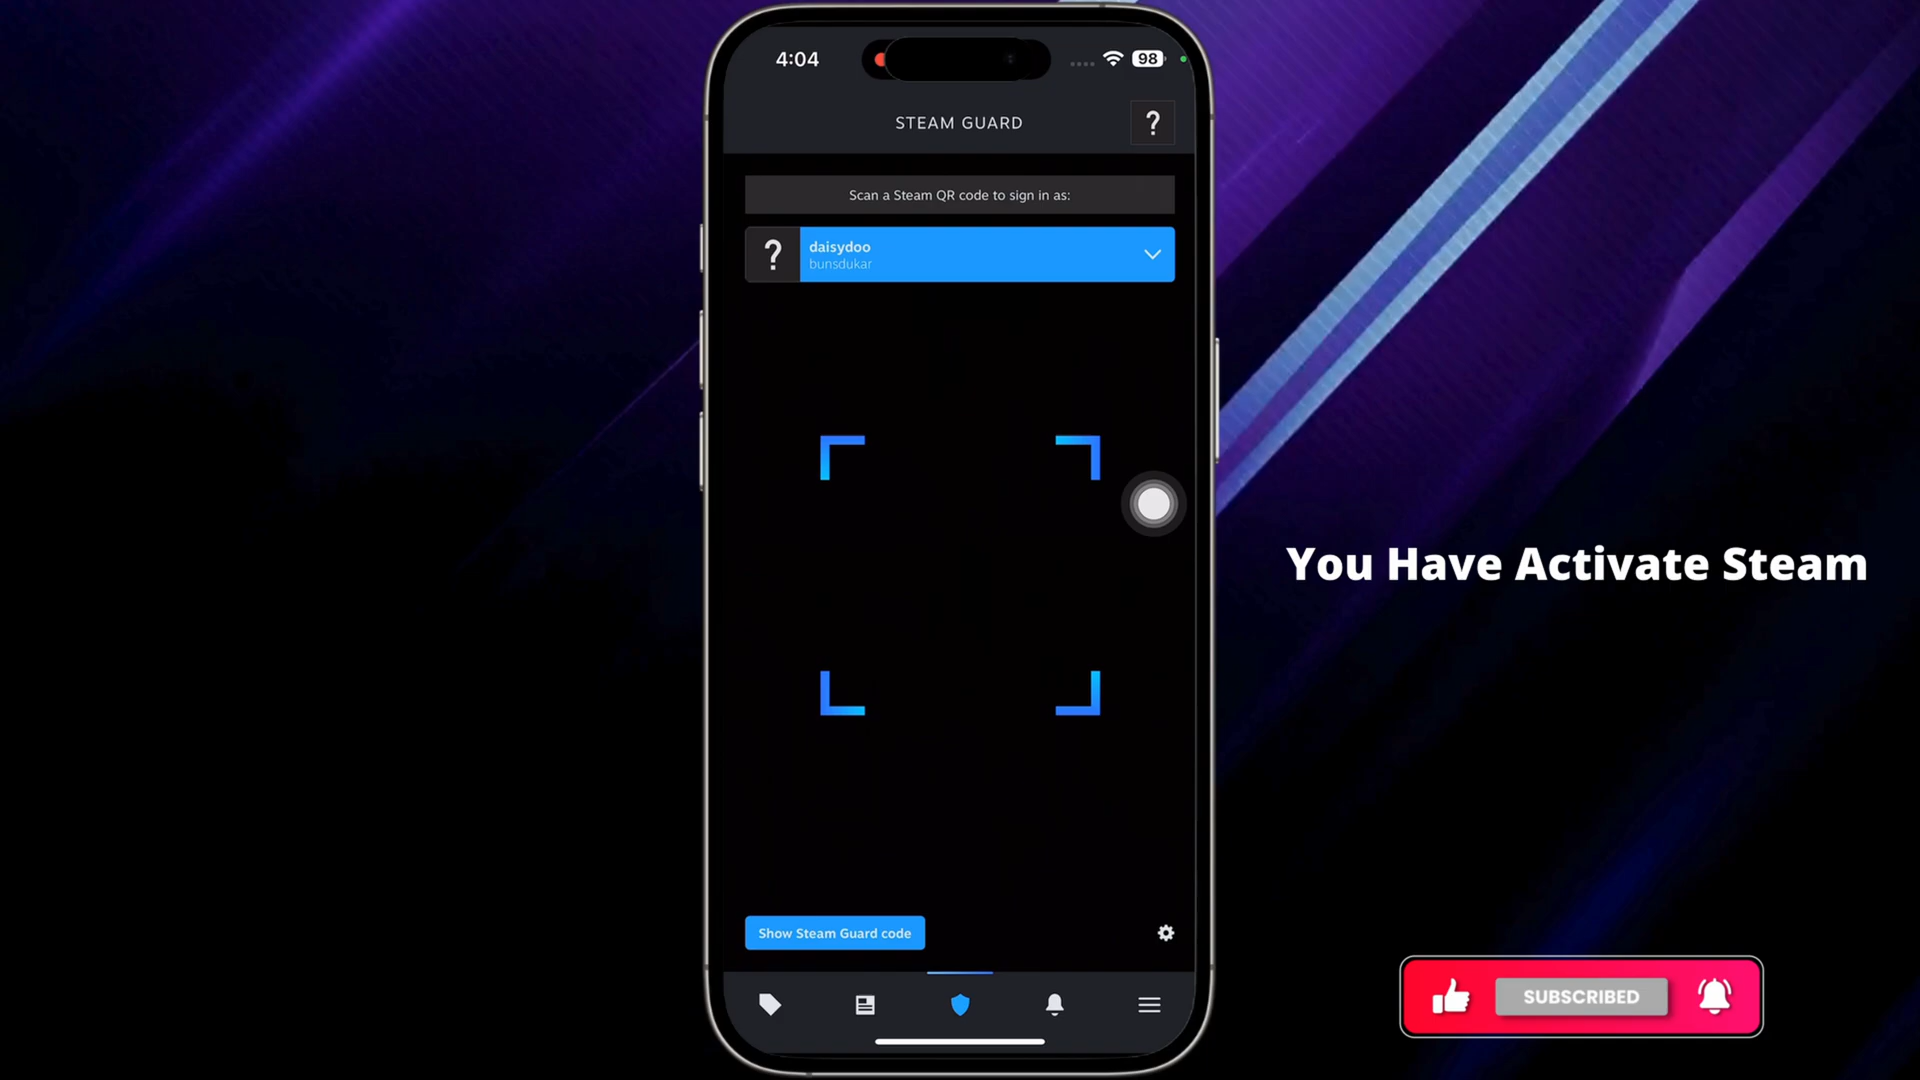 4:04
98
STEAM GUARD
?
Scan a Steam QR code to sign in as:
?
daisydoo
bunsdukar
You Have Activate Steam
Show Steam Guard code
SUBSCRIBED